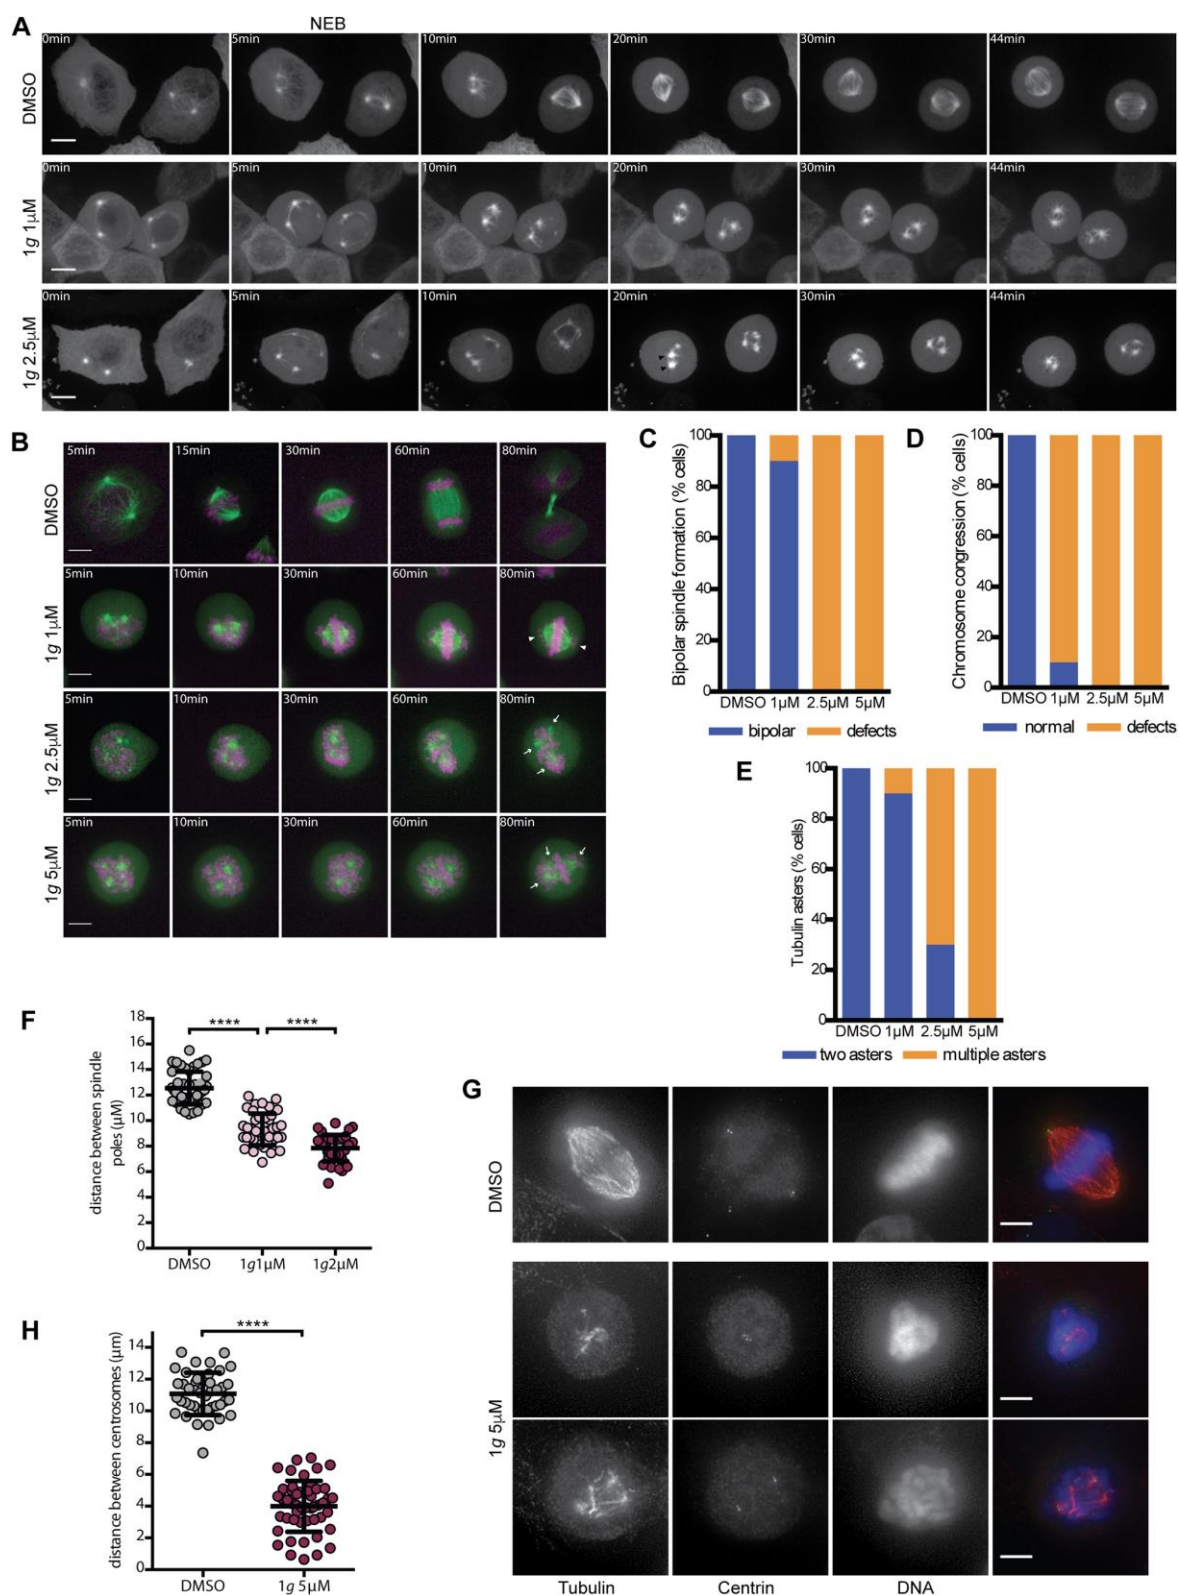 A
NEB
DMSO
0min
5min
10min
20min
30min
44min
1g 1µM
0min
5min
10min
20min
30min
44min
1g 2.5µM
0min
5min
10min
20min
30min
44min
B
DMSO
5min
15min
30min
60min
80min
1g 1µM
5min
10min
30min
60min
80min
1g 2.5µM
5min
10min
30min
60min
80min
1g 5µM
5min
10min
30min
60min
80min
C
Bipolar spindle formation (% cells)
100
80
60
40
20
0
DMSO 1µM 2.5µM 5µM
bipolar defects
D
Chromosome congression (% cells)
100
80
60
40
20
0
DMSO 1µM 2.5µM 5µM
normal defects
E
Tubulin asters (% cells)
100
80
60
40
20
0
DMSO 1µM 2.5µM 5µM
two asters multiple asters
F
distance between spindle
poles (µM)
18
16
14
12
10
8
6
4
2
0
****
****
DMSO 1g1µM 1g2µM
G
DMSO
1g 5µM
Tubulin Centrin DNA
H
distance between centrosomes (µm)
14
12
10
8
6
4
2
0
****
DMSO 1g 5µM